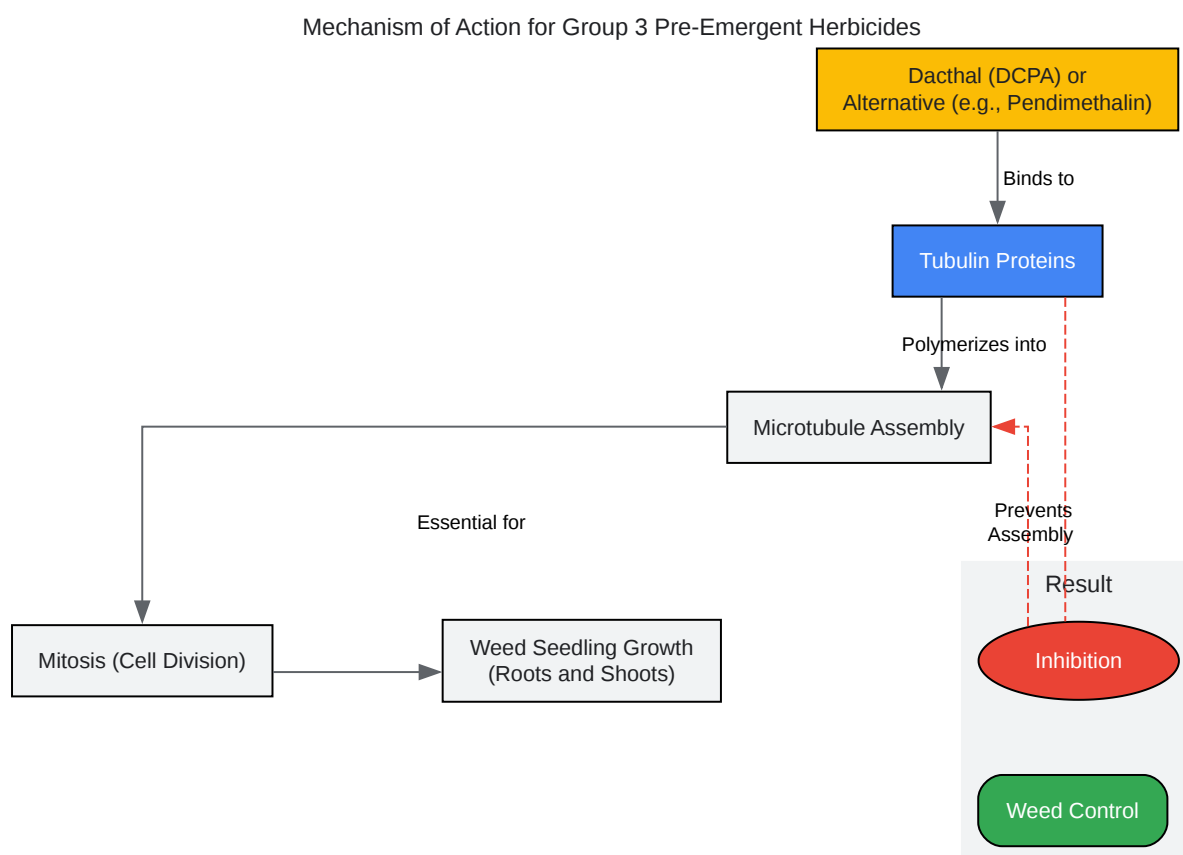 Mechanism of Action for Group 3 Pre-Emergent Herbicides
Dacthal (DCPA) or
Alternative (e.g., Pendimethalin)
Binds to
Tubulin Proteins
Polymerizes into
Microtubule Assembly
Prevents
Assembly
Essential for
Result
Mitosis (Cell Division)
Weed Seedling Growth
(Roots and Shoots)
Inhibition
Weed Control